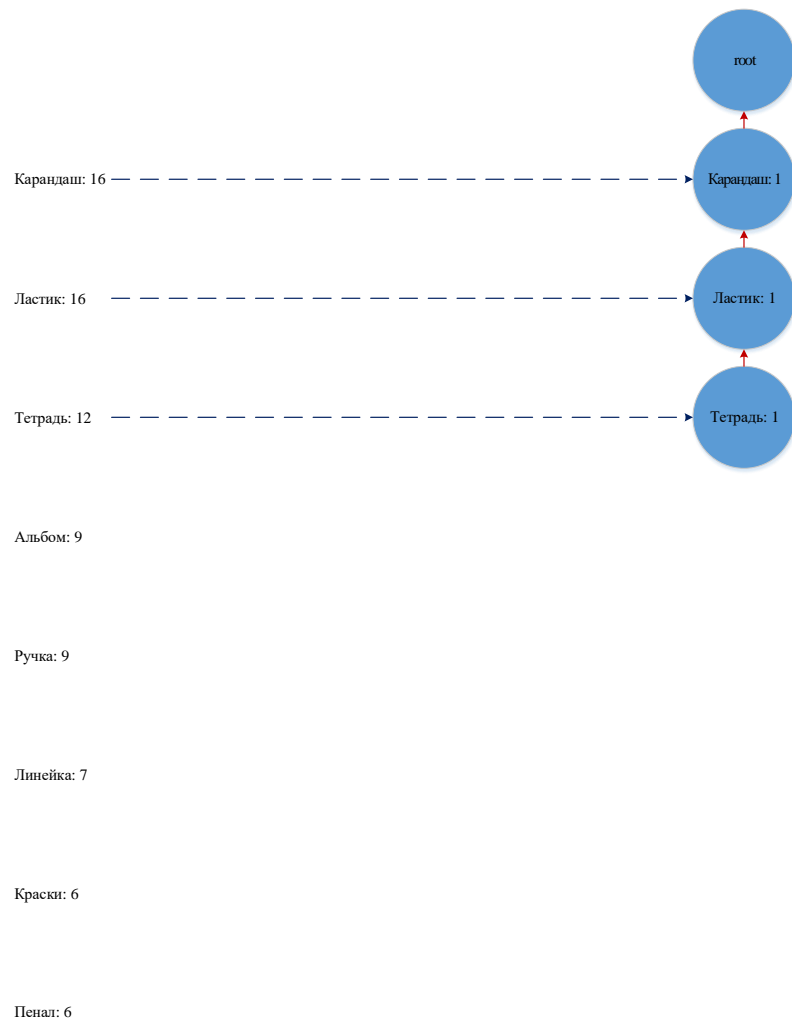 root
Карандаш: 16
Карандаш: 1
Ластик: 16
Ластик: 1
Тетрадь: 12
Тетрадь: 1
Альбом: 9
Ручка: 9
Линейка: 7
Краски: 6
Пенал: 6